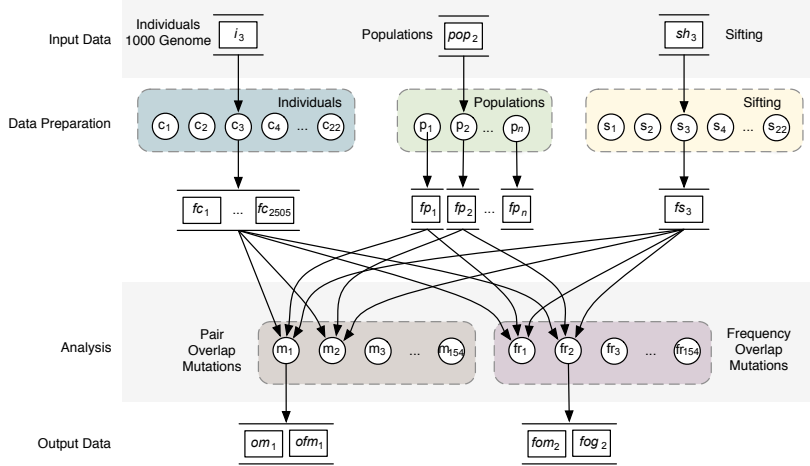 Input Data
Individuals
1000 Genome
i3
Populations
pop2
sh3
Sifting
Data Preparation
Individuals
c1 c2 c3 c4 ... c22
Populations
p1 p2 ... pn
Sifting
s1 s2 s3 s4 ... s22
fc1 ... fc2505
fp1 fp2 ... fpn
fs3
Analysis
Pair
Overlap
Mutations
m1 m2 m3 ... m154
fr1 fr2 fr3 ... fr154
Frequency
Overlap
Mutations
Output Data
om1 ofm1
fom2 fog2